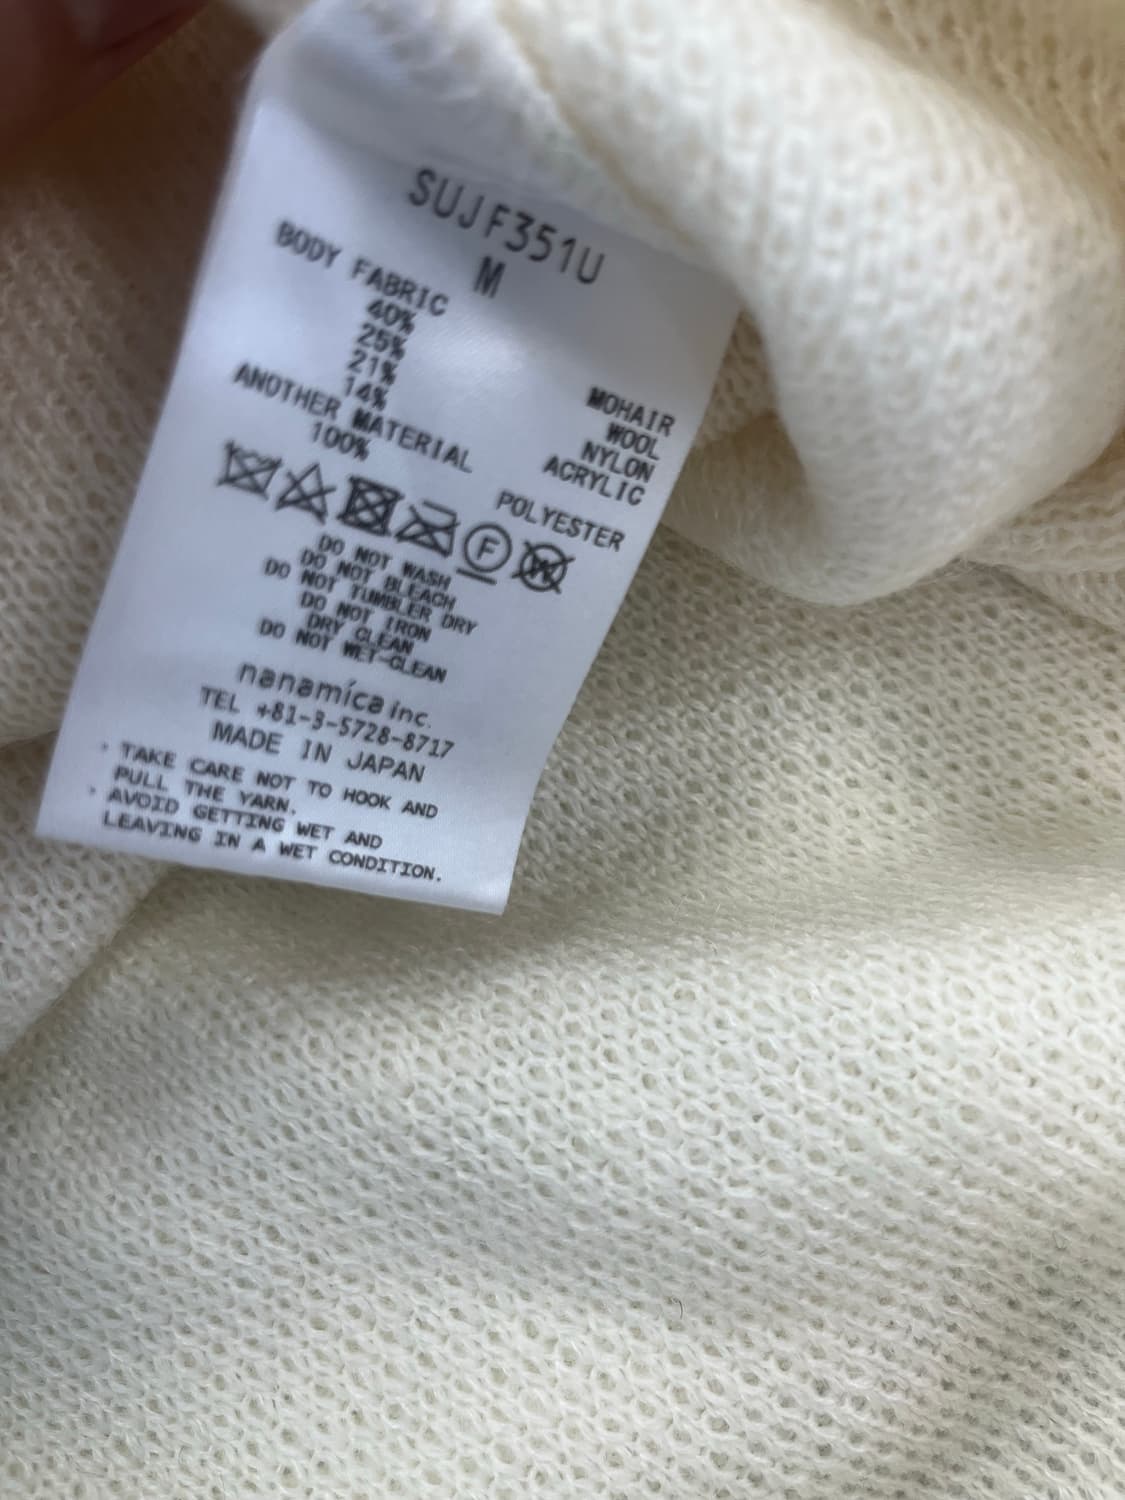 SUJF351U
M
BODY FABRIC
40% MOHAIR
25% WOOL
21% NYLON
14% ACRYLIC
ANOTHER MATERIAL
100% POLYESTER
F
W
DO NOT WASH
DO NOT BLEACH
DO NOT TUMBLER DRY
DO NOT IRON
DRY CLEAN
DO NOT WET-CLEAN
nanamica inc.
TEL +81-3-5728-8717
MADE IN JAPAN
・TAKE CARE NOT TO HOOK AND
PULL THE YARN.
・AVOID GETTING WET AND
LEAVING IN A WET CONDITION.